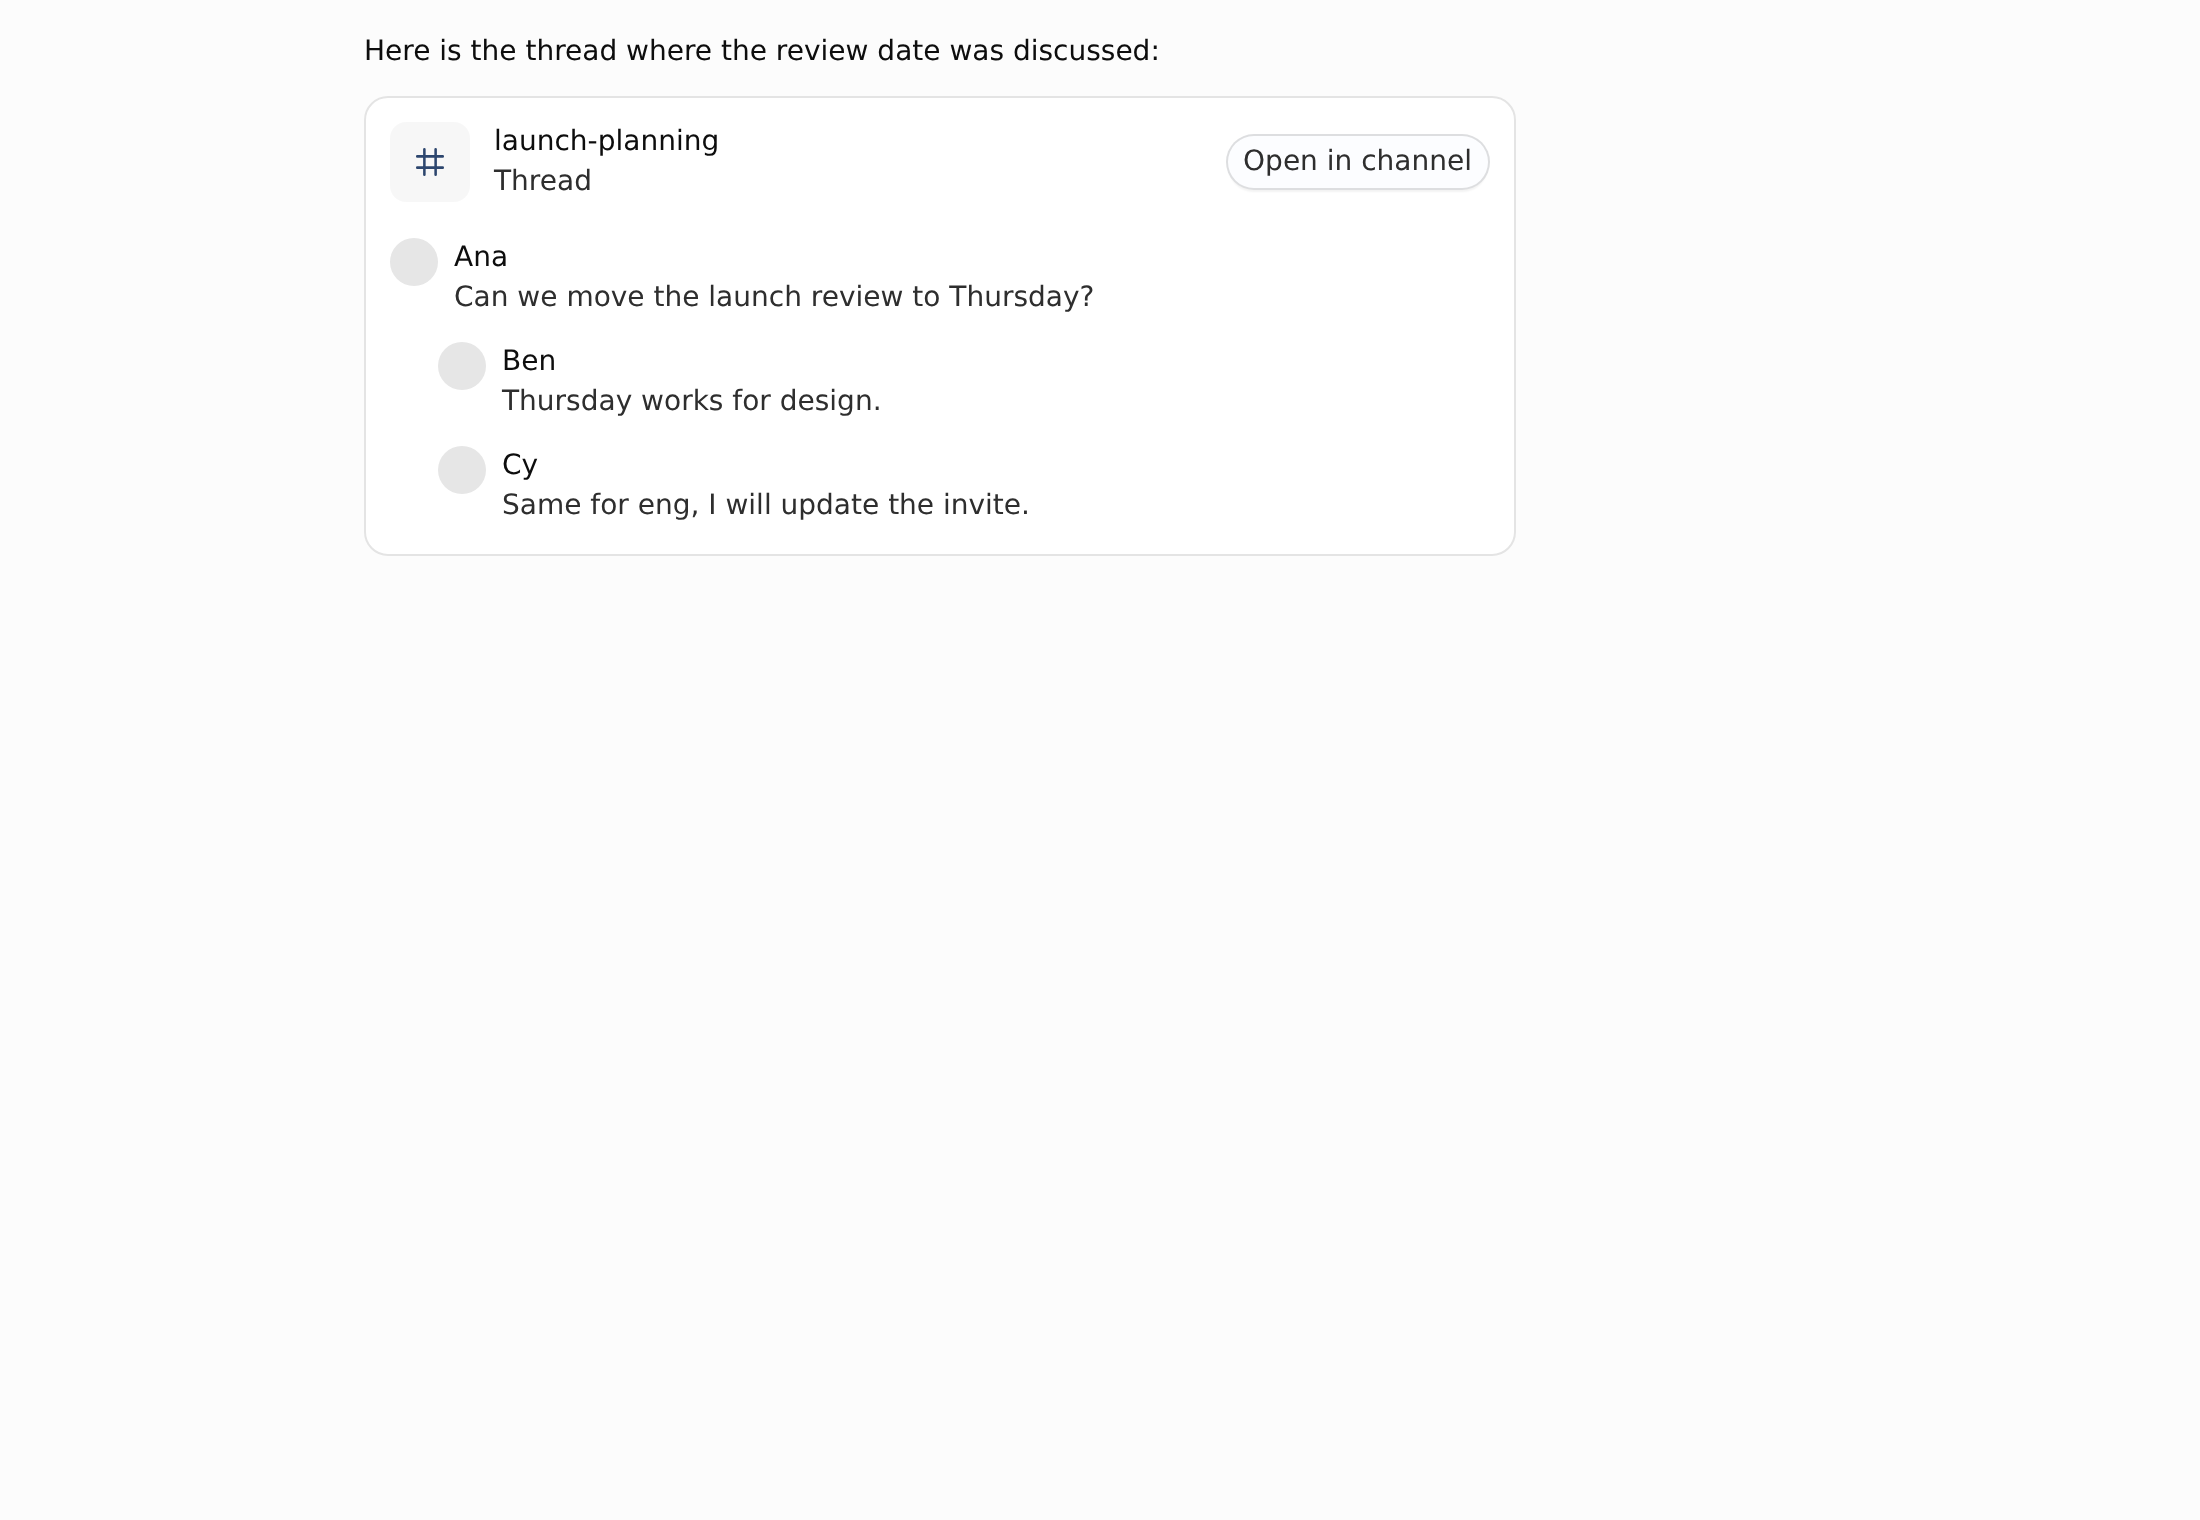 Here is the thread where the review date was discussed:
launch-planning
Thread
Open in channel
Ana
Can we move the launch review to Thursday?
Ben
Thursday works for design.
Cy
Same for eng, I will update the invite.